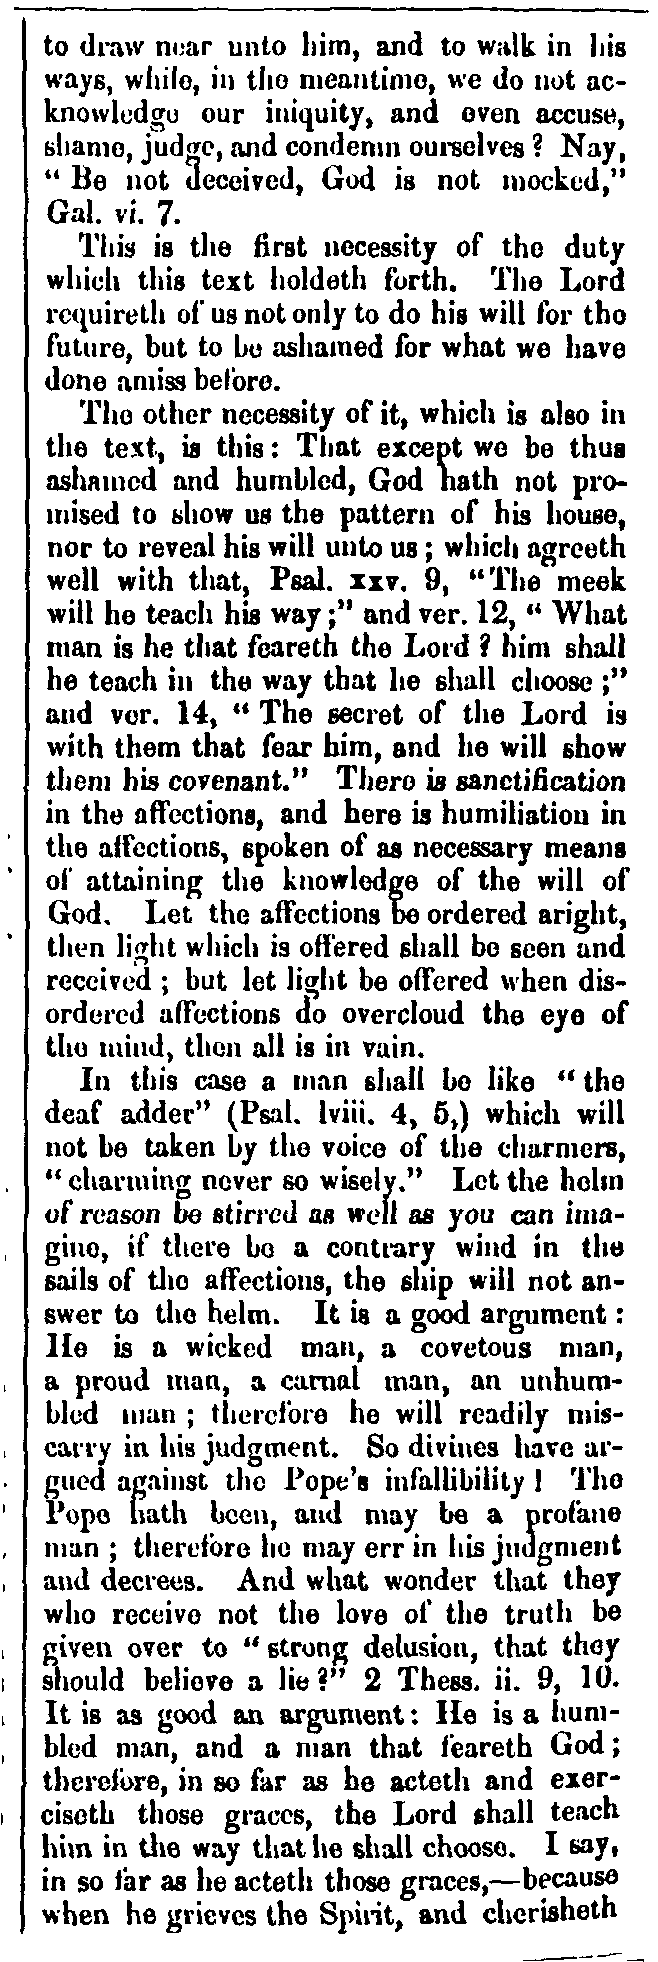 to draw near unto him, and to walk in his
ways, while, in the meantime, we do not ac-
knowledge our iniquity, and even accuse,
shame, judge, and condemn ourselves? Nay,
“ Be not deceived, God is not mocked,”
Gal. vi. 7.
This is the first necessity of the duty
which this text holdeth forth. The Lord
requireth of us not only to do his will for the
future, but to be ashamed for what we have
done amiss before.
The other necessity of it, which is also in
the text, is this: That except we be thus
ashamed and humbled, God hath not pro-
mised to show us the pattern of his house,
nor to reveal his will unto us; which agreeth
well with that, Psal. xxv. 9, “The meek
will he teach his way;” and ver. 12, “ What
man is he that feareth the Lord? him shall
he teach in the way that he shall choose;”
and ver. 14, “ The secret of the Lord is
with them that fear him, and he will show
them his covenant.” There is sanctification
in the affections, and here is humiliation in
the affections, spoken of as necessary means
of attaining the knowledge of the will of
God. Let the affections be ordered aright,
then light which is offered shall be seen and
received; but let light be offered when dis-
ordered affections do overcloud the eye of
the mind, then all is in vain.
In this case a man shall be like “ the
deaf adder” (Psal. lviii. 4, 5,) which will
not be taken by the voice of the charmers,
“ charming never so wisely.” Let the helm
of reason be stirred as well as you can ima-
gine, if there be a contrary wind in the
sails of the affections, the ship will not an-
swer to the helm. It is a good argument:
He is a wicked man, a covetous man,
a proud man, a carnal man, an unhum-
bled man; therefore he will readily mis-
carry in his judgment. So divines have ar-
gued against the Pope’s infallibility! The
Pope hath been, and may be a profane
man; therefore he may err in his judgment
and decrees. And what wonder that they
who receive not the love of the truth be
given over to “ strong delusion, that they
should believe a lie?” 2 Thess. ii. 9, 10.
It is as good an argument: He is a hum-
bled man, and a man that feareth God;
therefore, in so far as he acteth and exer-
ciseth those graces, the Lord shall teach
him in the way that he shall choose. I say,
in so far as he acteth those graces,—because
when he grieves the Spirit, and cherisheth